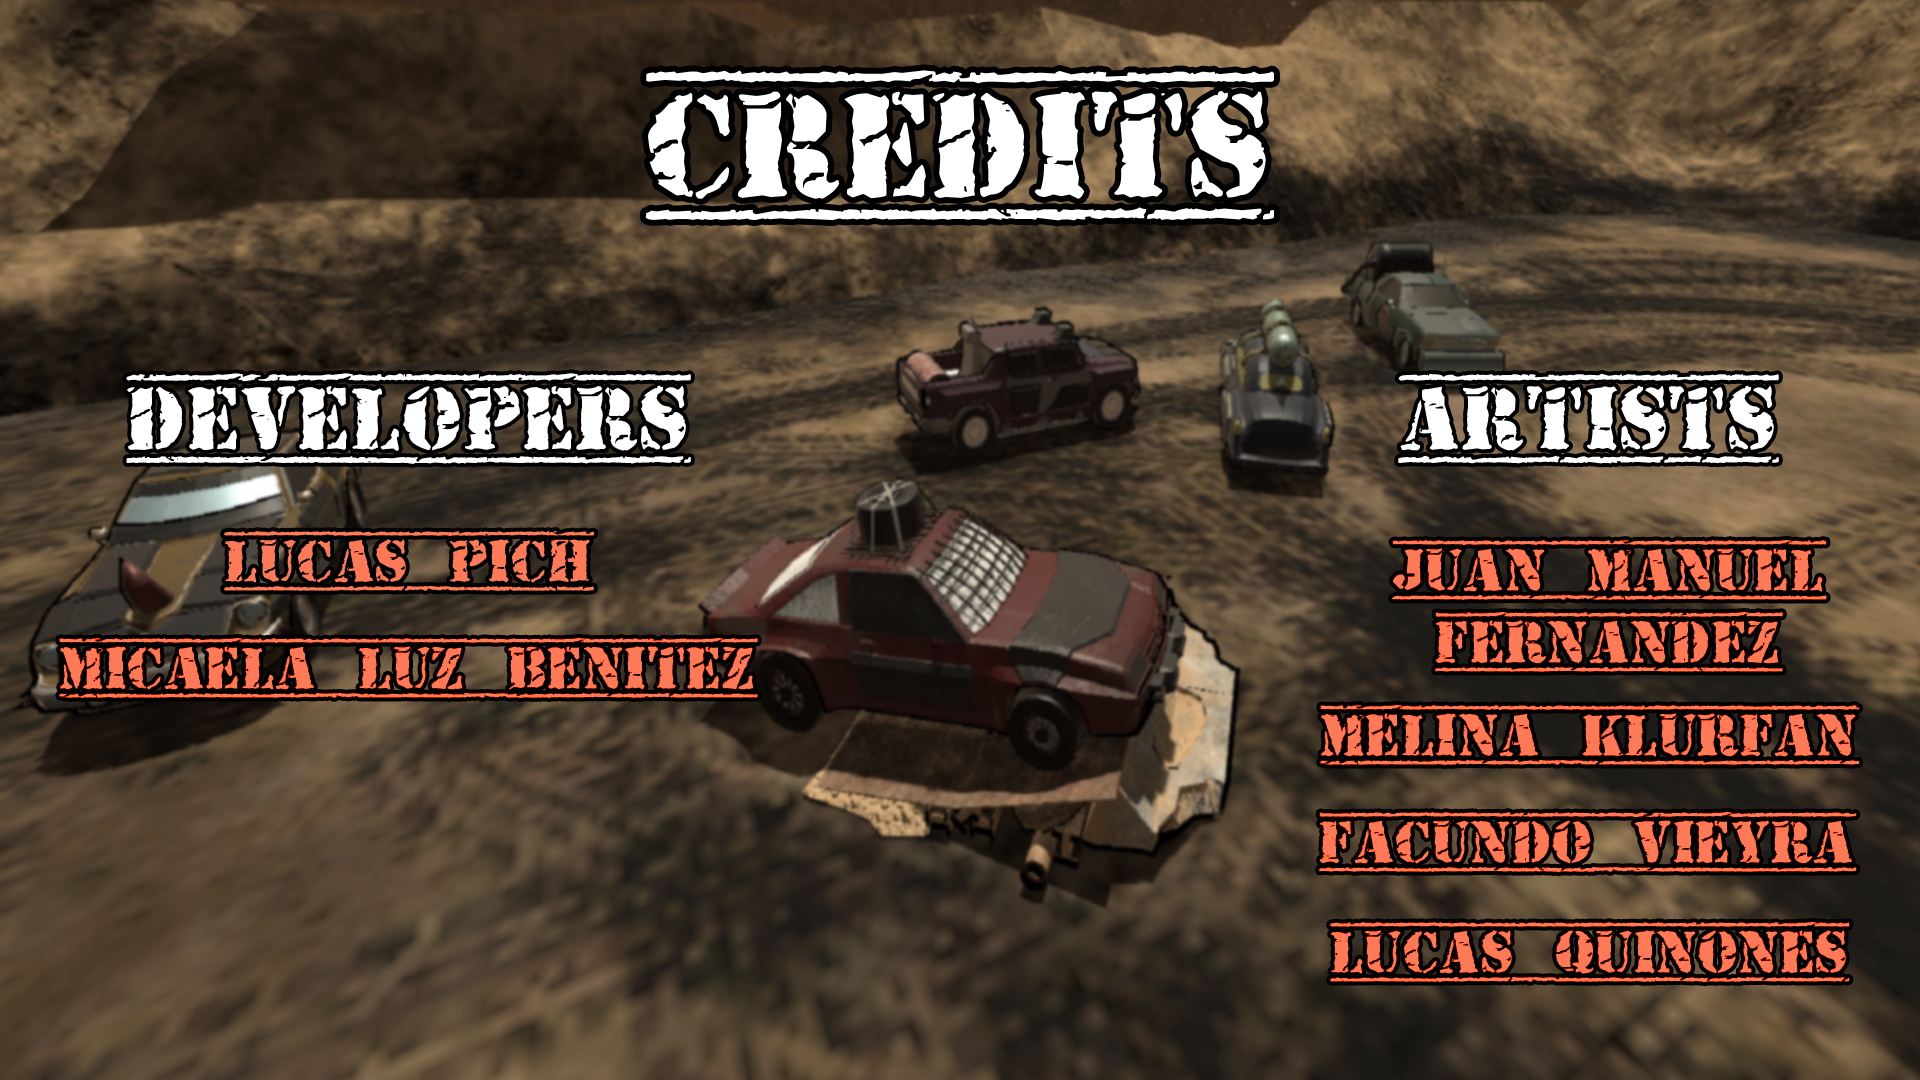 CREDITS
DEVELOPERS
LUCAS PICH
MICAELA LUZ BENITEZ
ARTISTS
JUAN MANUEL
FERNANDEZ
MELINA KLURFAN
FACUNDO VIEYRA
LUCAS QUINONES